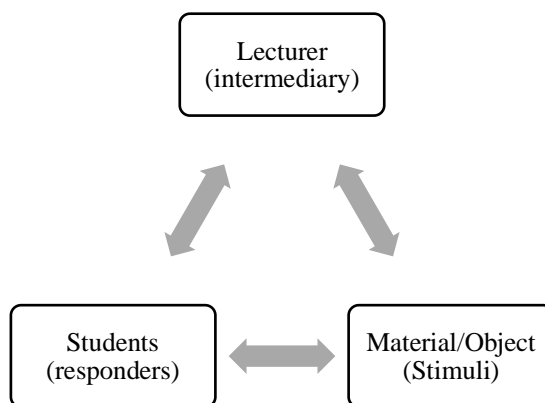 Lecturer
(intermediary)
Students
(responders)
Material/Object
(Stimuli)